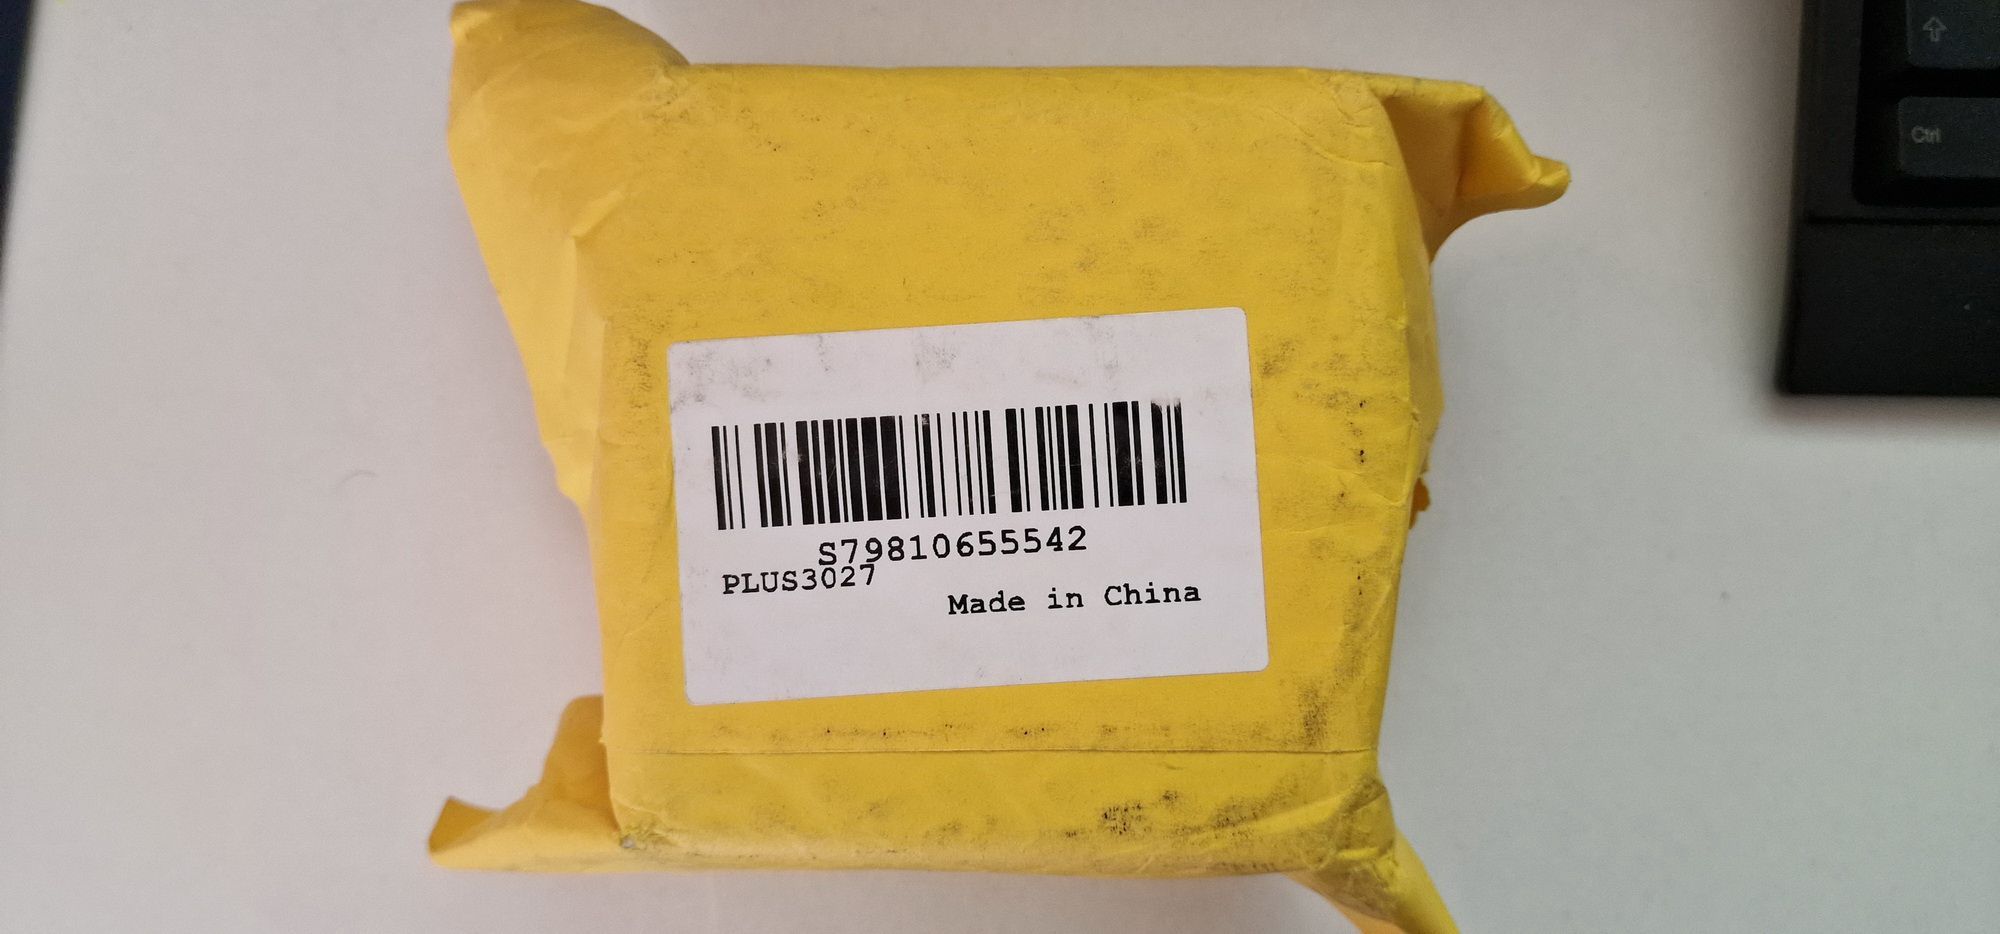 S79810655542
PLUS3027
Made in China
Ctrl